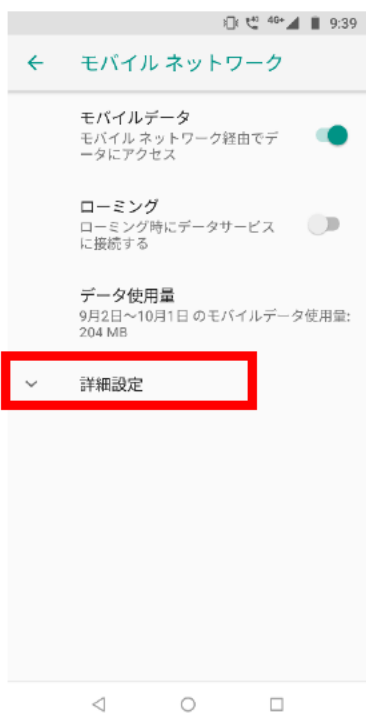 4G+ 9:39
モバイル ネットワーク
モバイルデータ
モバイル ネットワーク経由でデ
ータにアクセス
ローミング
ローミング時にデータサービス
に接続する
データ使用量
9月2日～10月1日 のモバイルデータ使用量:
204 MB
詳細設定